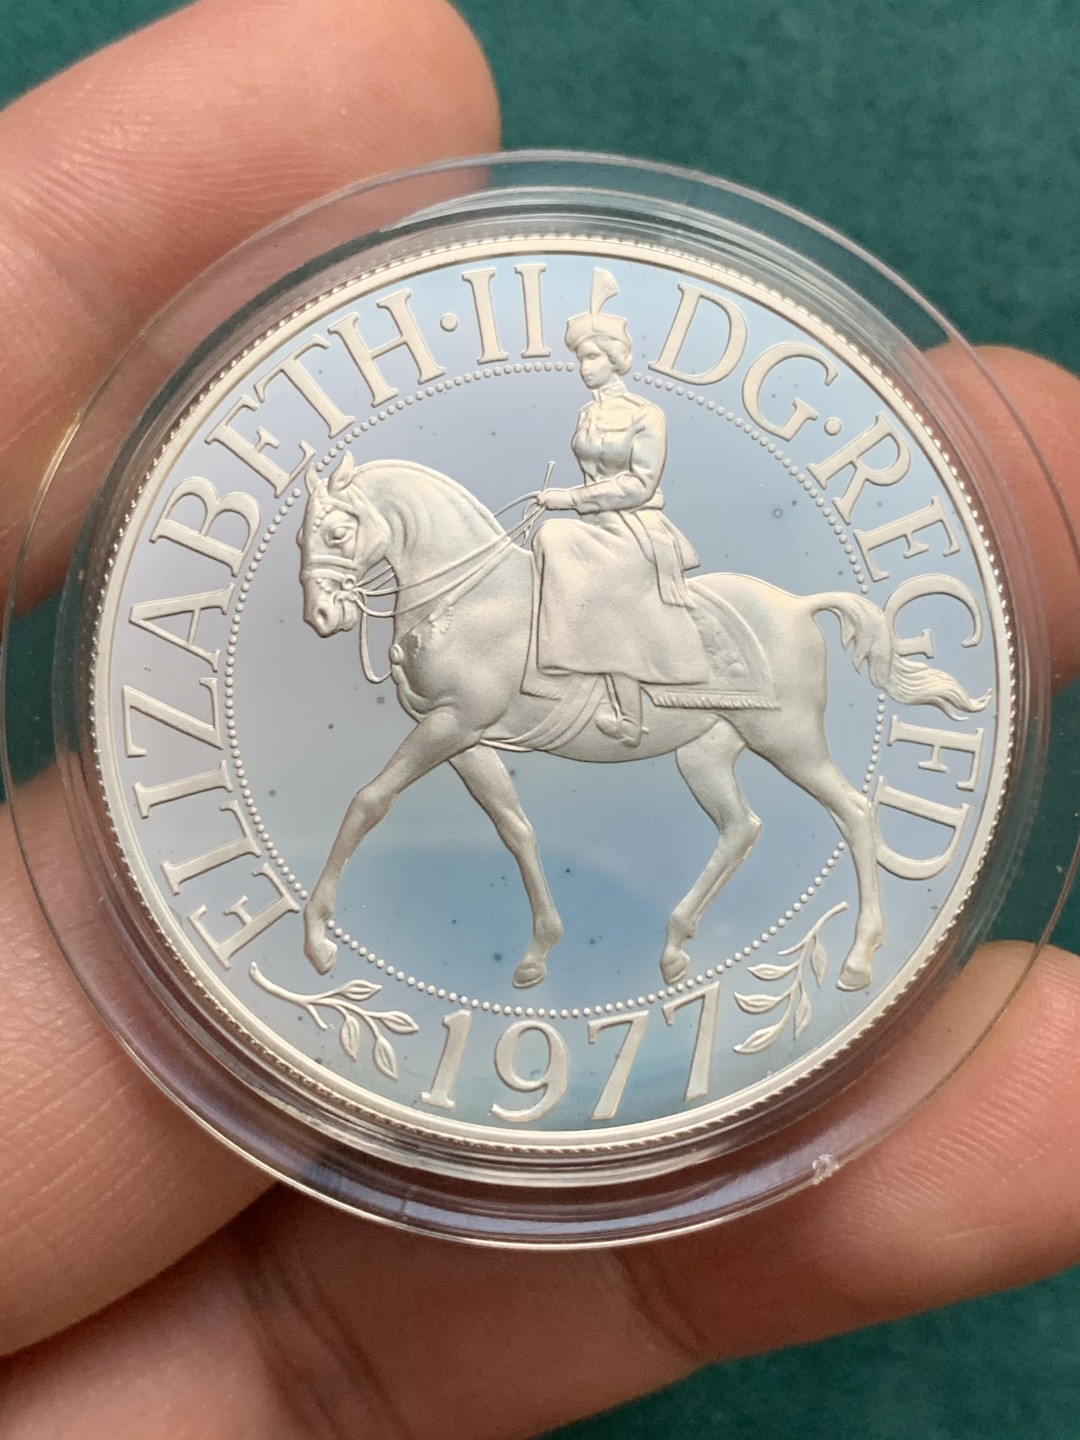 ELIZABETH·II DG·REG FD
1977